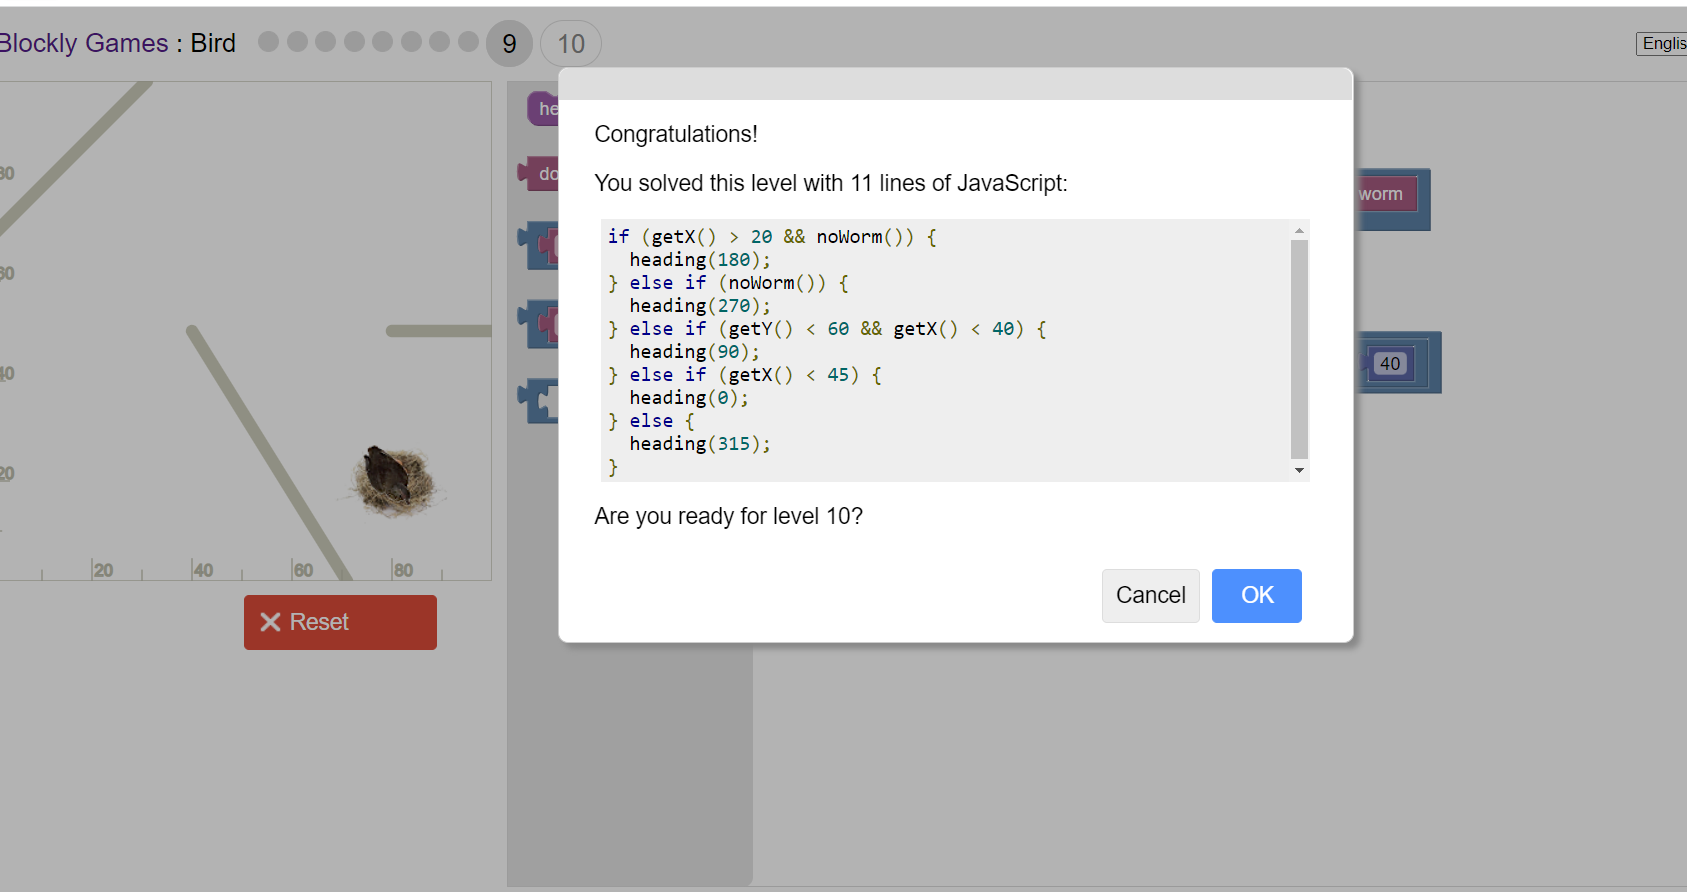 Blockly Games : Bird 9 10
Englis
he
do
worm
40
80
60
40
20
20 40 60 80
Reset
Congratulations!
You solved this level with 11 lines of JavaScript:
if (getX() > 20 && noWorm()) {
  heading(180);
} else if (noWorm()) {
  heading(270);
} else if (getY() < 60 && getX() < 40) {
  heading(90);
} else if (getX() < 45) {
  heading(0);
} else {
  heading(315);
}
Are you ready for level 10?
Cancel OK